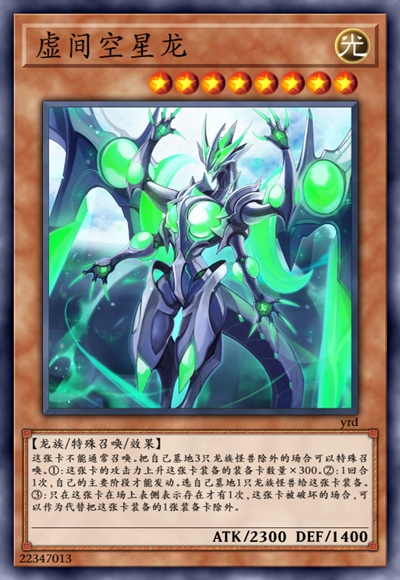 虚间空星龙
光
yrd
【龙族/特殊召唤/效果】
这张卡不能通常召唤。把自己墓地3只龙族怪兽除外的场合可以特殊召
唤。①:这张卡的攻击力上升这张卡装备的装备卡数量×300。②:1回合
1次,自己的主要阶段才能发动。选自己墓地1只龙族怪兽给这张卡装备。
③:只在这张卡在场上表侧表示存在才有1次,这张卡被破坏的场合,可
以作为代替把这张卡装备的1张装备卡除外。
ATK/2300 DEF/1400
22347013